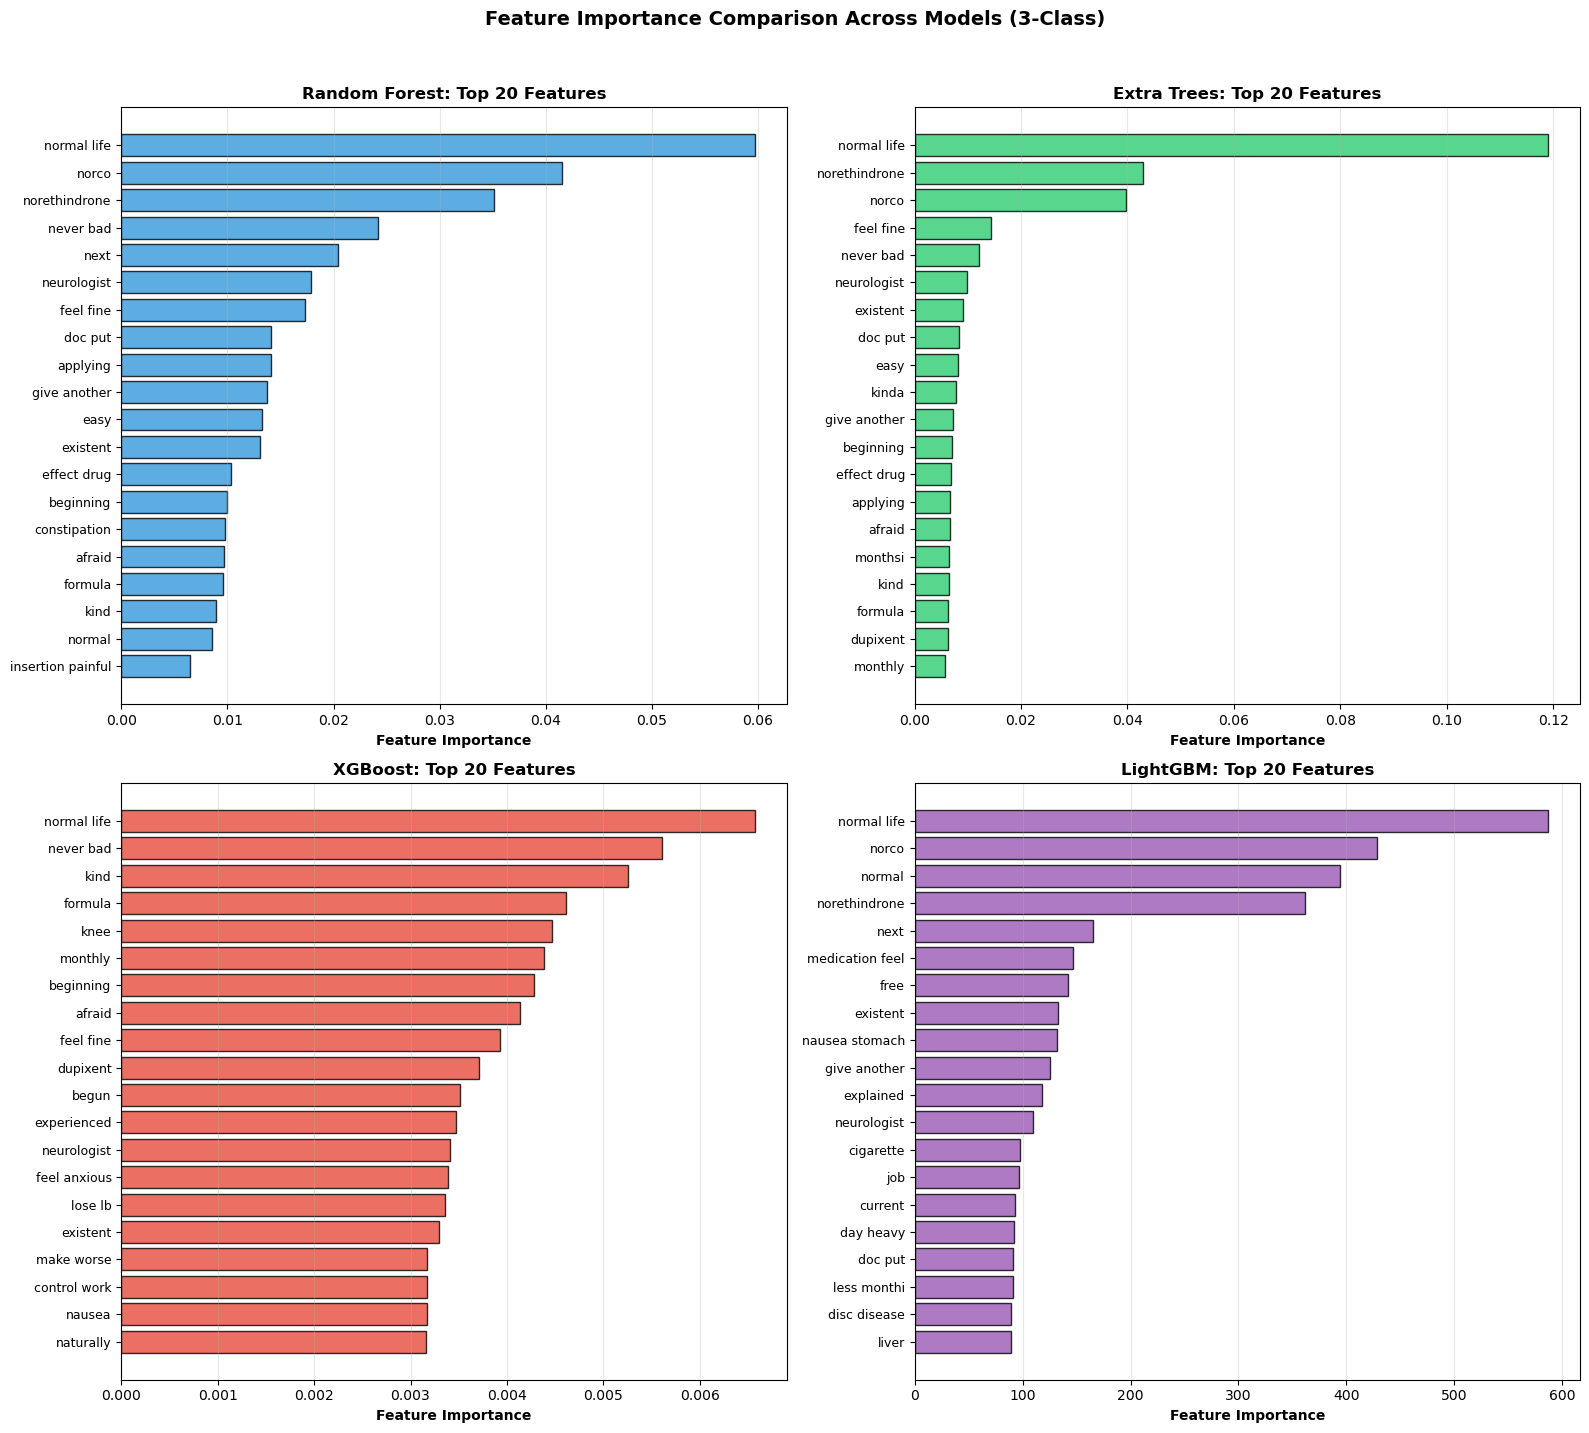 Feature Importance Comparison Across Models (3-Class)
Random Forest: Top 20 Features
normal life
norco
norethindrone
never bad
next
neurologist
feel fine
doc put
applying
give another
easy
existent
effect drug
beginning
constipation
afraid
formula
kind
normal
insertion painful
0.00 0.01 0.02 0.03 0.04 0.05 0.06
Feature Importance
Extra Trees: Top 20 Features
normal life
norethindrone
norco
feel fine
never bad
neurologist
existent
doc put
easy
kinda
give another
beginning
effect drug
applying
afraid
monthsi
kind
formula
dupixent
monthly
0.00 0.02 0.04 0.06 0.08 0.10 0.12
Feature Importance
XGBoost: Top 20 Features
normal life
never bad
kind
formula
knee
monthly
beginning
afraid
feel fine
dupixent
begun
experienced
neurologist
feel anxious
lose lb
existent
make worse
control work
nausea
naturally
0.000 0.001 0.002 0.003 0.004 0.005 0.006
Feature Importance
LightGBM: Top 20 Features
normal life
norco
normal
norethindrone
next
medication feel
free
existent
nausea stomach
give another
explained
neurologist
cigarette
job
current
day heavy
doc put
less monthi
disc disease
liver
0 100 200 300 400 500 600
Feature Importance